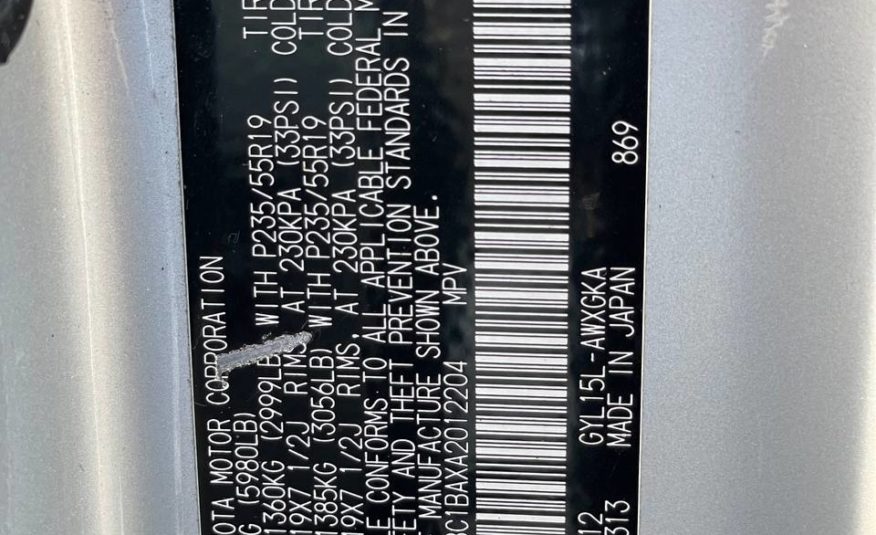 OTA MOTOR CORPORATION
G (5980LB)
1360KG (2999LB) WITH P235/55R19 TIR
19X7 1/2J RIMS, AT 230KPA (33PSI) COLD
1385KG (3056LB) WITH P235/55R19 TIR
19X7 1/2J RIMS, AT 230KPA (33PSI) COLD
E CONFORMS TO ALL APPLICABLE FEDERAL M
ETY AND THEFT PREVENTION STANDARDS IN
MANUFACTURE SHOWN ABOVE.
C1BAXA2012204 MPV
12 GYL15L-AWXGKA
313 MADE IN JAPAN 869